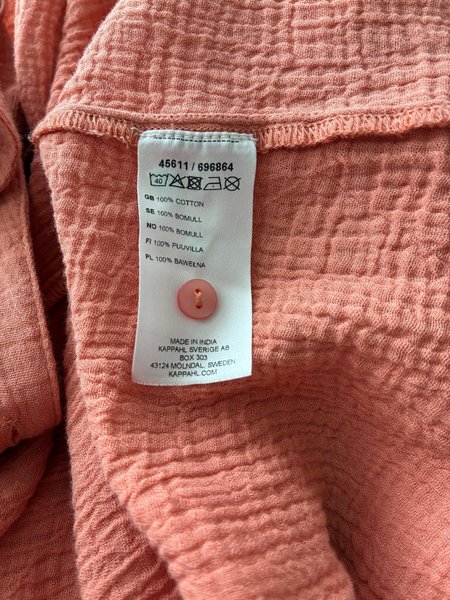 45611 / 696864
40
GB 100% COTTON
SE 100% BOMULL
NO 100% BOMULL
FI 100% PUUVILLA
PL 100% BAWEŁNA
MADE IN INDIA
KAPPAHL SVERIGE AB
BOX 303
43124 MÖLNDAL, SWEDEN
KAPPAHL.COM